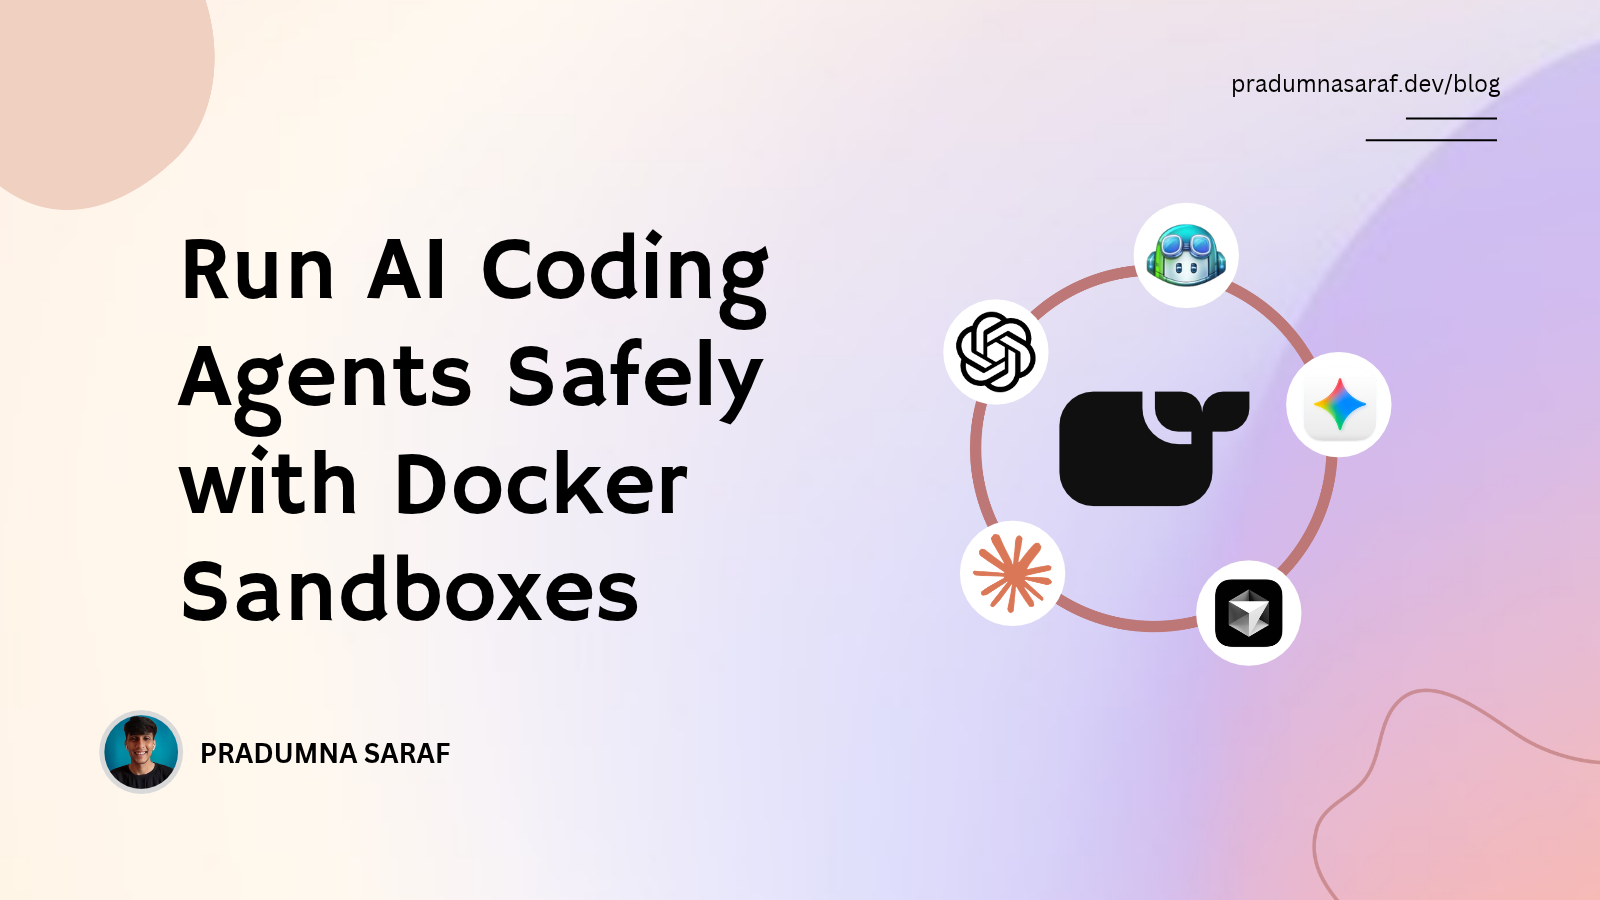 pradumnasaraf.dev/blog
Run AI Coding
Agents Safely
with Docker
Sandboxes
PRADUMNA SARAF